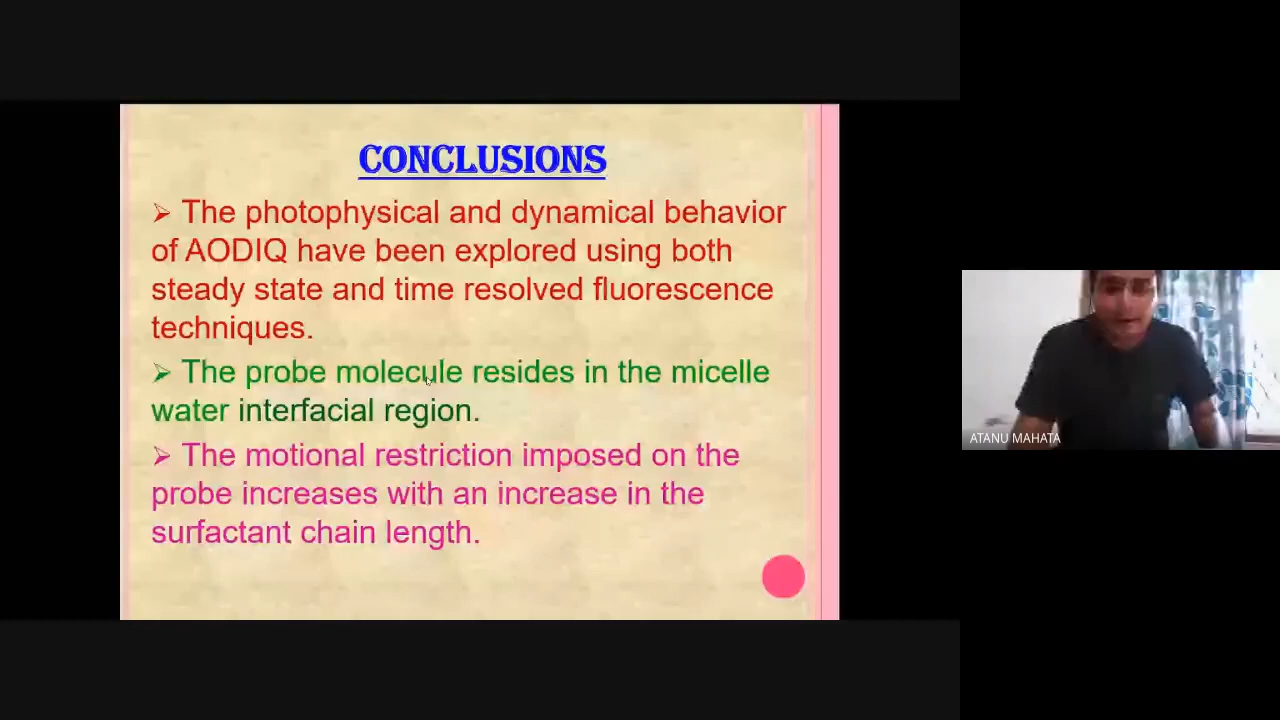 CONCLUSIONS
➢ The photophysical and dynamical behavior
of AODIQ have been explored using both
steady state and time resolved fluorescence
techniques.
➢ The probe molecule resides in the micelle
water interfacial region.
➢ The motional restriction imposed on the
probe increases with an increase in the
surfactant chain length.
ATANU MAHATA